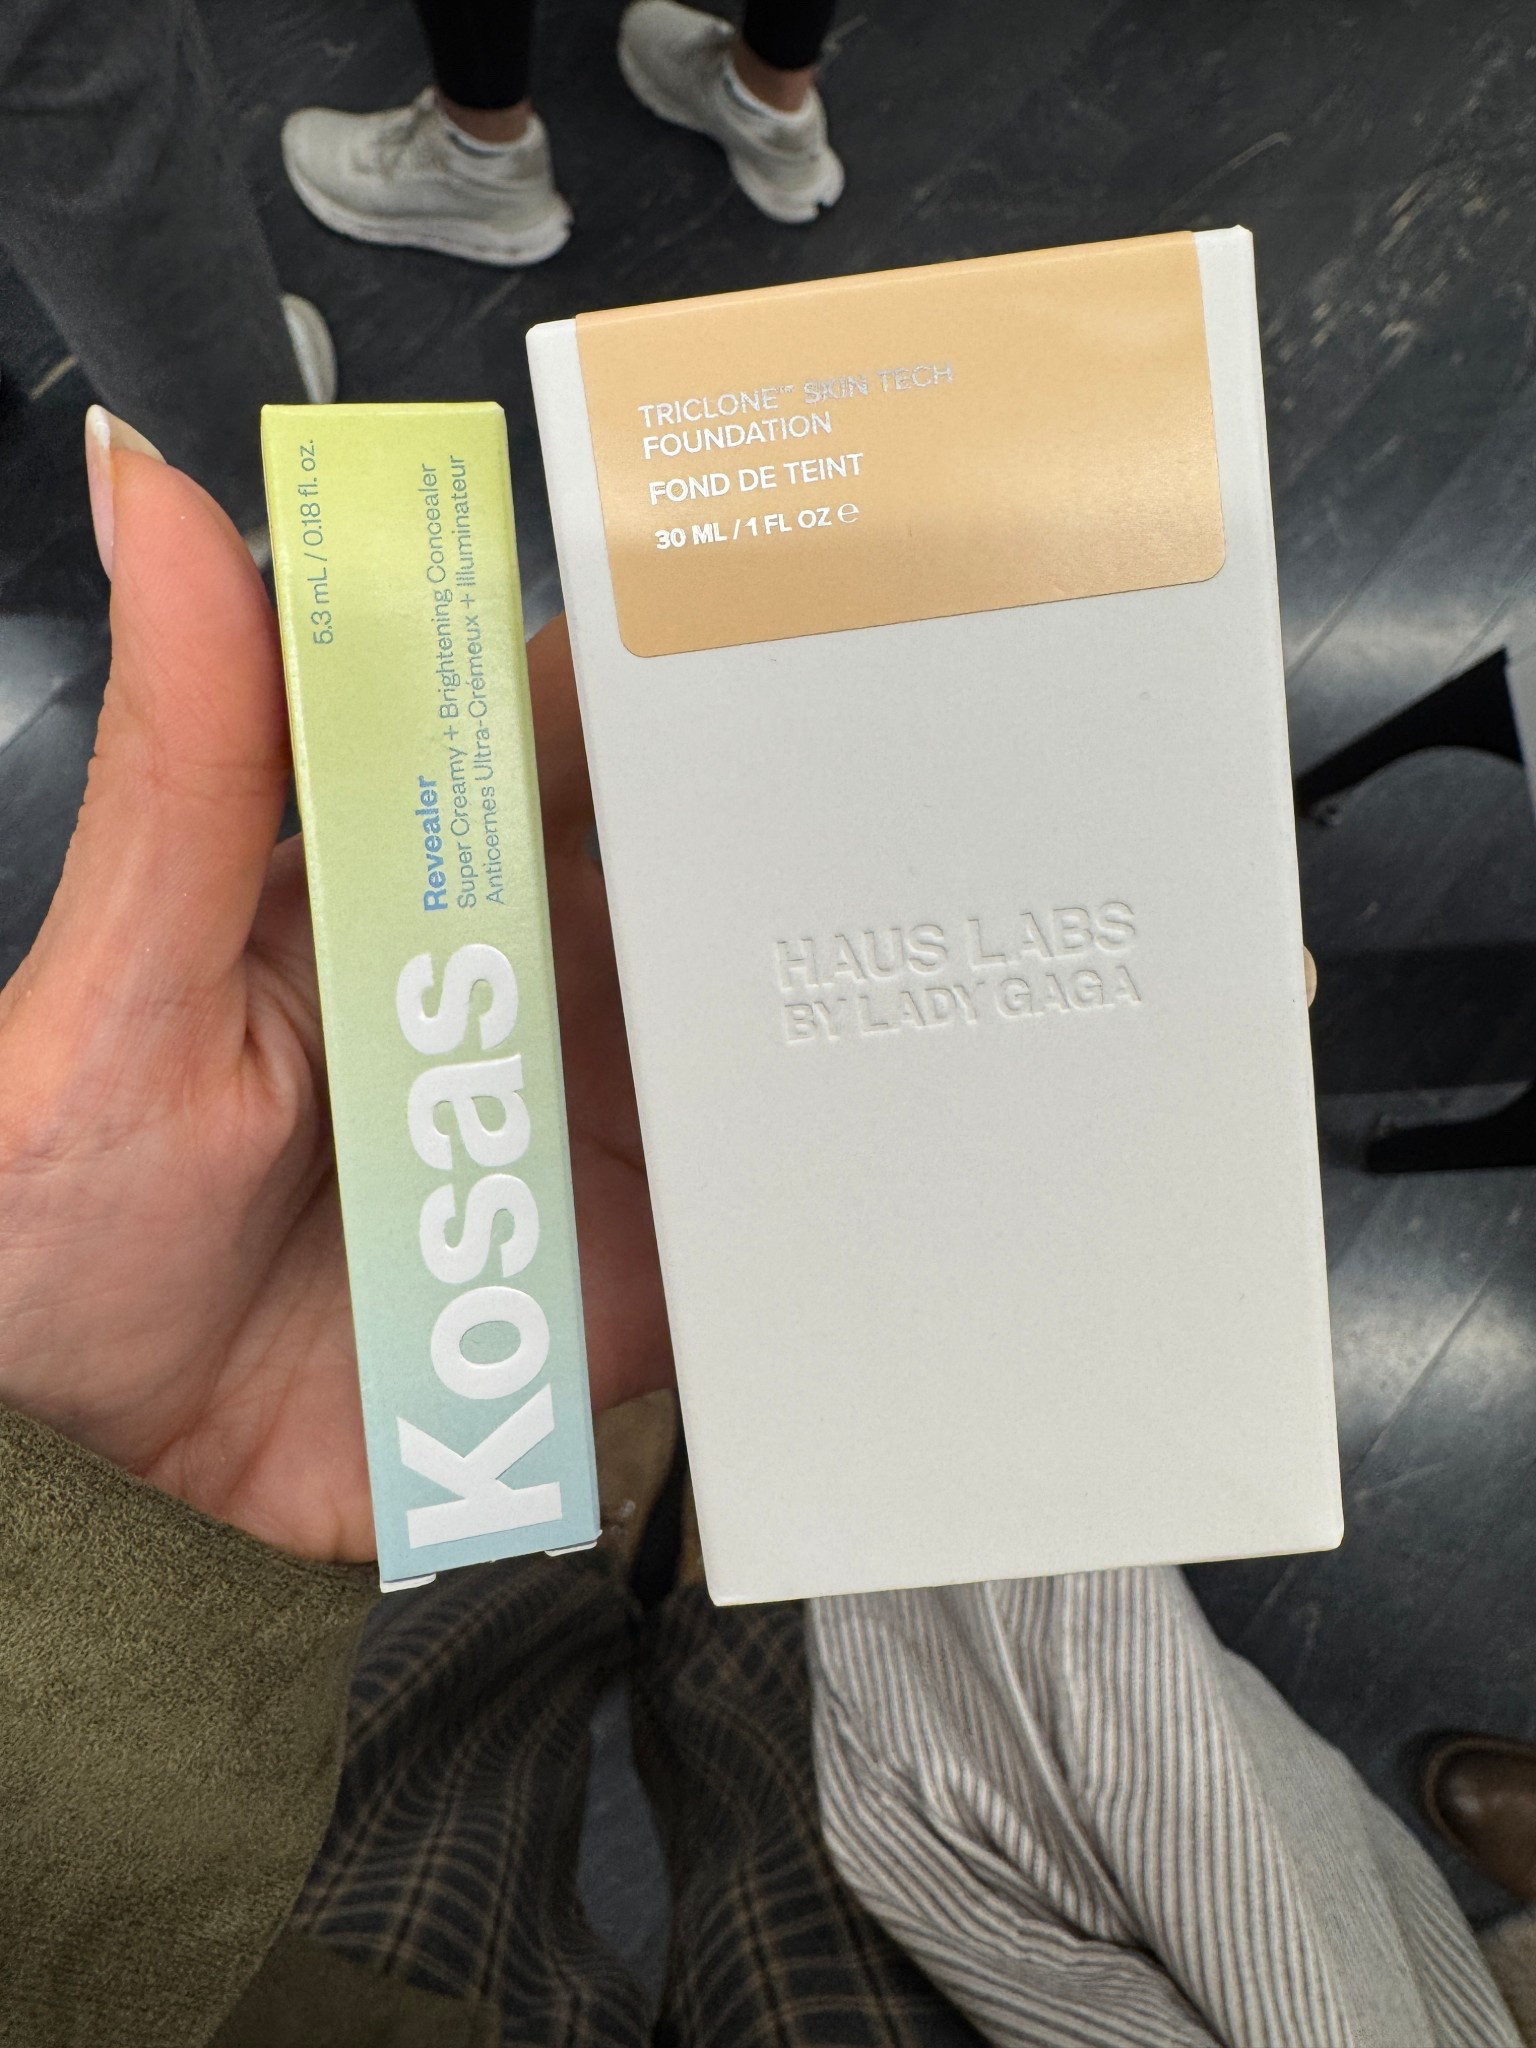 5.3 mL / 0.18 fl. oz.
Revealer
Super Creamy + Brightening Concealer
Anticernes Ultra-Crémeux + Illuminateur
Kosas
TRICLONE™ SKIN TECH
FOUNDATION
FOND DE TEINT
30 ML / 1 FL OZ ℮
HAUS LABS
BY LADY GAGA